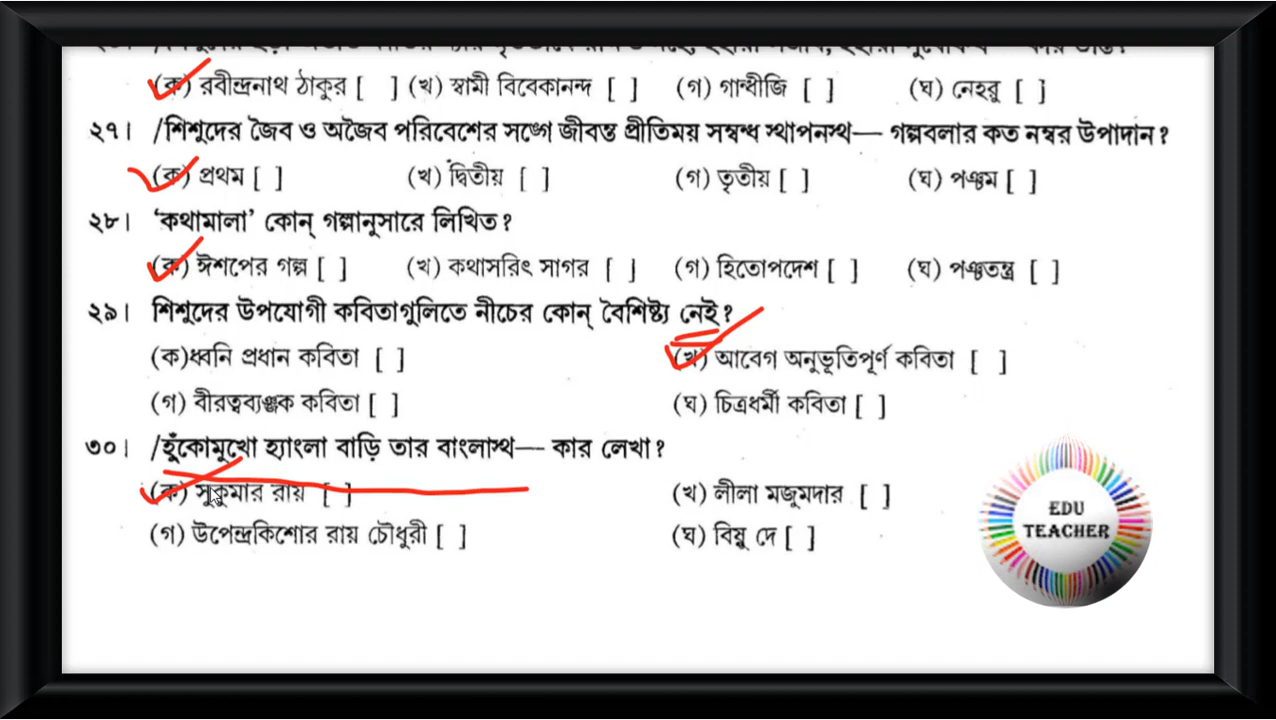 (ক) রবীন্দ্রনাথ ঠাকুর [ ] (খ) স্বামী বিবেকানন্দ [ ] (গ) গান্ধীজি [ ] (ঘ) নেহরু [ ]
২৭। /শিশুদের জৈব ও অজৈব পরিবেশের সঙ্গে জীবন্ত প্রীতিময় সম্বন্ধ স্থাপনস্থ— গল্পবলার কত নম্বর উপাদান?
(ক) প্রথম [ ] (খ) দ্বিতীয় [ ] (গ) তৃতীয় [ ] (ঘ) পঞ্চম [ ]
২৮। ‘কথামালা’ কোন্ গল্পানুসারে লিখিত?
(ক) ঈশপের গল্প [ ] (খ) কথাসরিৎ সাগর [ ] (গ) হিতোপদেশ [ ] (ঘ) পঞ্চতন্ত্র [ ]
২৯। শিশুদের উপযোগী কবিতাগুলিতে নীচের কোন্ বৈশিষ্ট্য নেই?
(ক)ধ্বনি প্রধান কবিতা [ ] (খ) আবেগ অনুভূতিপূর্ণ কবিতা [ ]
(গ) বীরত্বব্যঞ্জক কবিতা [ ] (ঘ) চিত্রধর্মী কবিতা [ ]
৩০। /হুঁকোমুখো হ্যাংলা বাড়ি তার বাংলাস্থ— কার লেখা?
(ক) সুকুমার রায় [ ] (খ) লীলা মজুমদার [ ]
(গ) উপেন্দ্রকিশোর রায় চৌধুরী [ ] (ঘ) বিষ্ণু দে [ ]
EDU
TEACHER